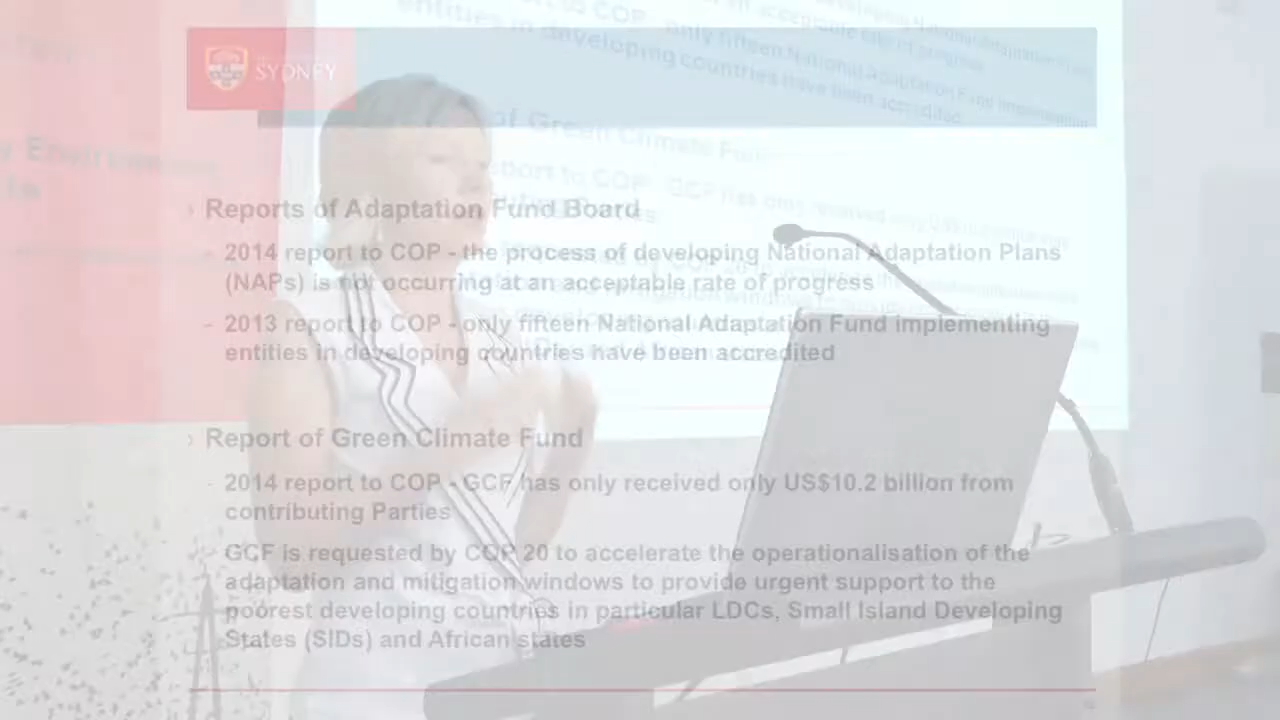 SYDNEY
› Reports of Adaptation Fund Board
- 2014 report to COP - the process of developing National Adaptation Plans
(NAPs) is not occurring at an acceptable rate of progress
- 2013 report to COP - only fifteen National Adaptation Fund implementing
entities in developing countries have been accredited
› Report of Green Climate Fund
- 2014 report to COP - GCF has only received only US$10.2 billion from
contributing Parties
- GCF is requested by COP 20 to accelerate the operationalisation of the
adaptation and mitigation windows to provide urgent support to the
poorest developing countries in particular LDCs, Small Island Developing
States (SIDs) and African states